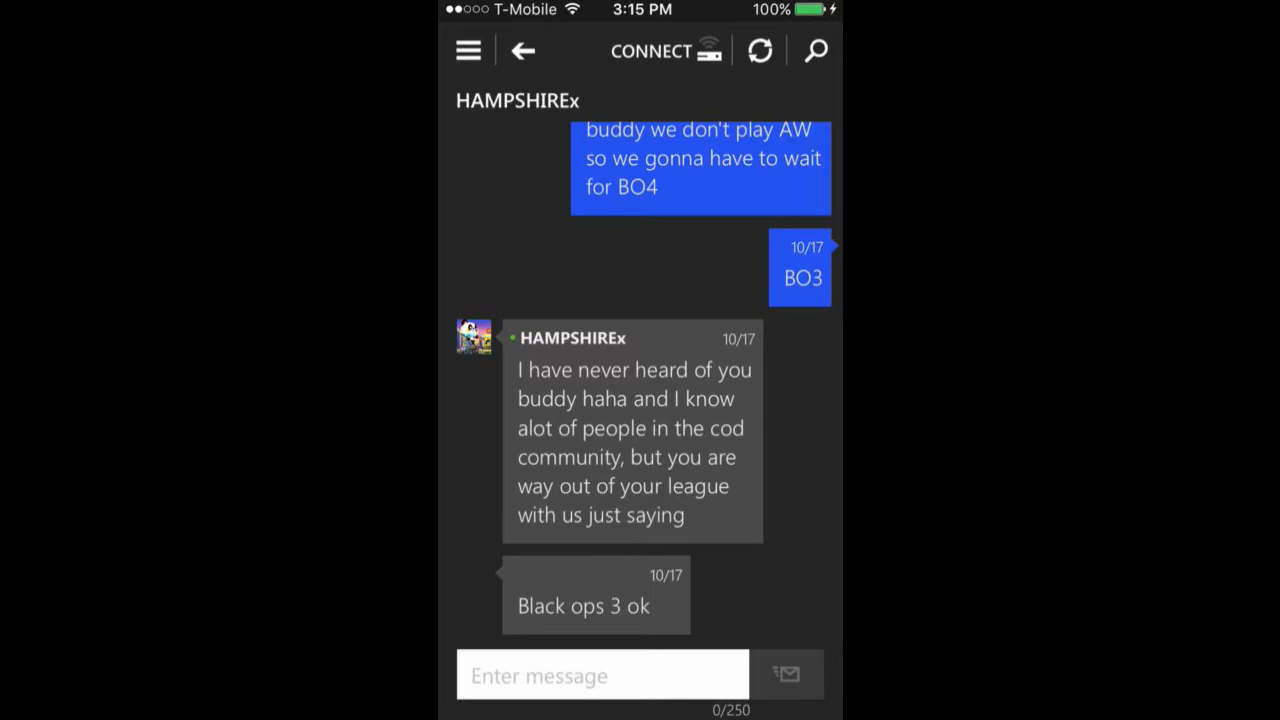 T-Mobile 3:15 PM 100%
CONNECT
HAMPSHIREx
buddy we don't play AW
so we gonna have to wait
for BO4
10/17
BO3
HAMPSHIREx 10/17
I have never heard of you
buddy haha and I know
alot of people in the cod
community, but you are
way out of your league
with us just saying
10/17
Black ops 3 ok
Enter message
0/250